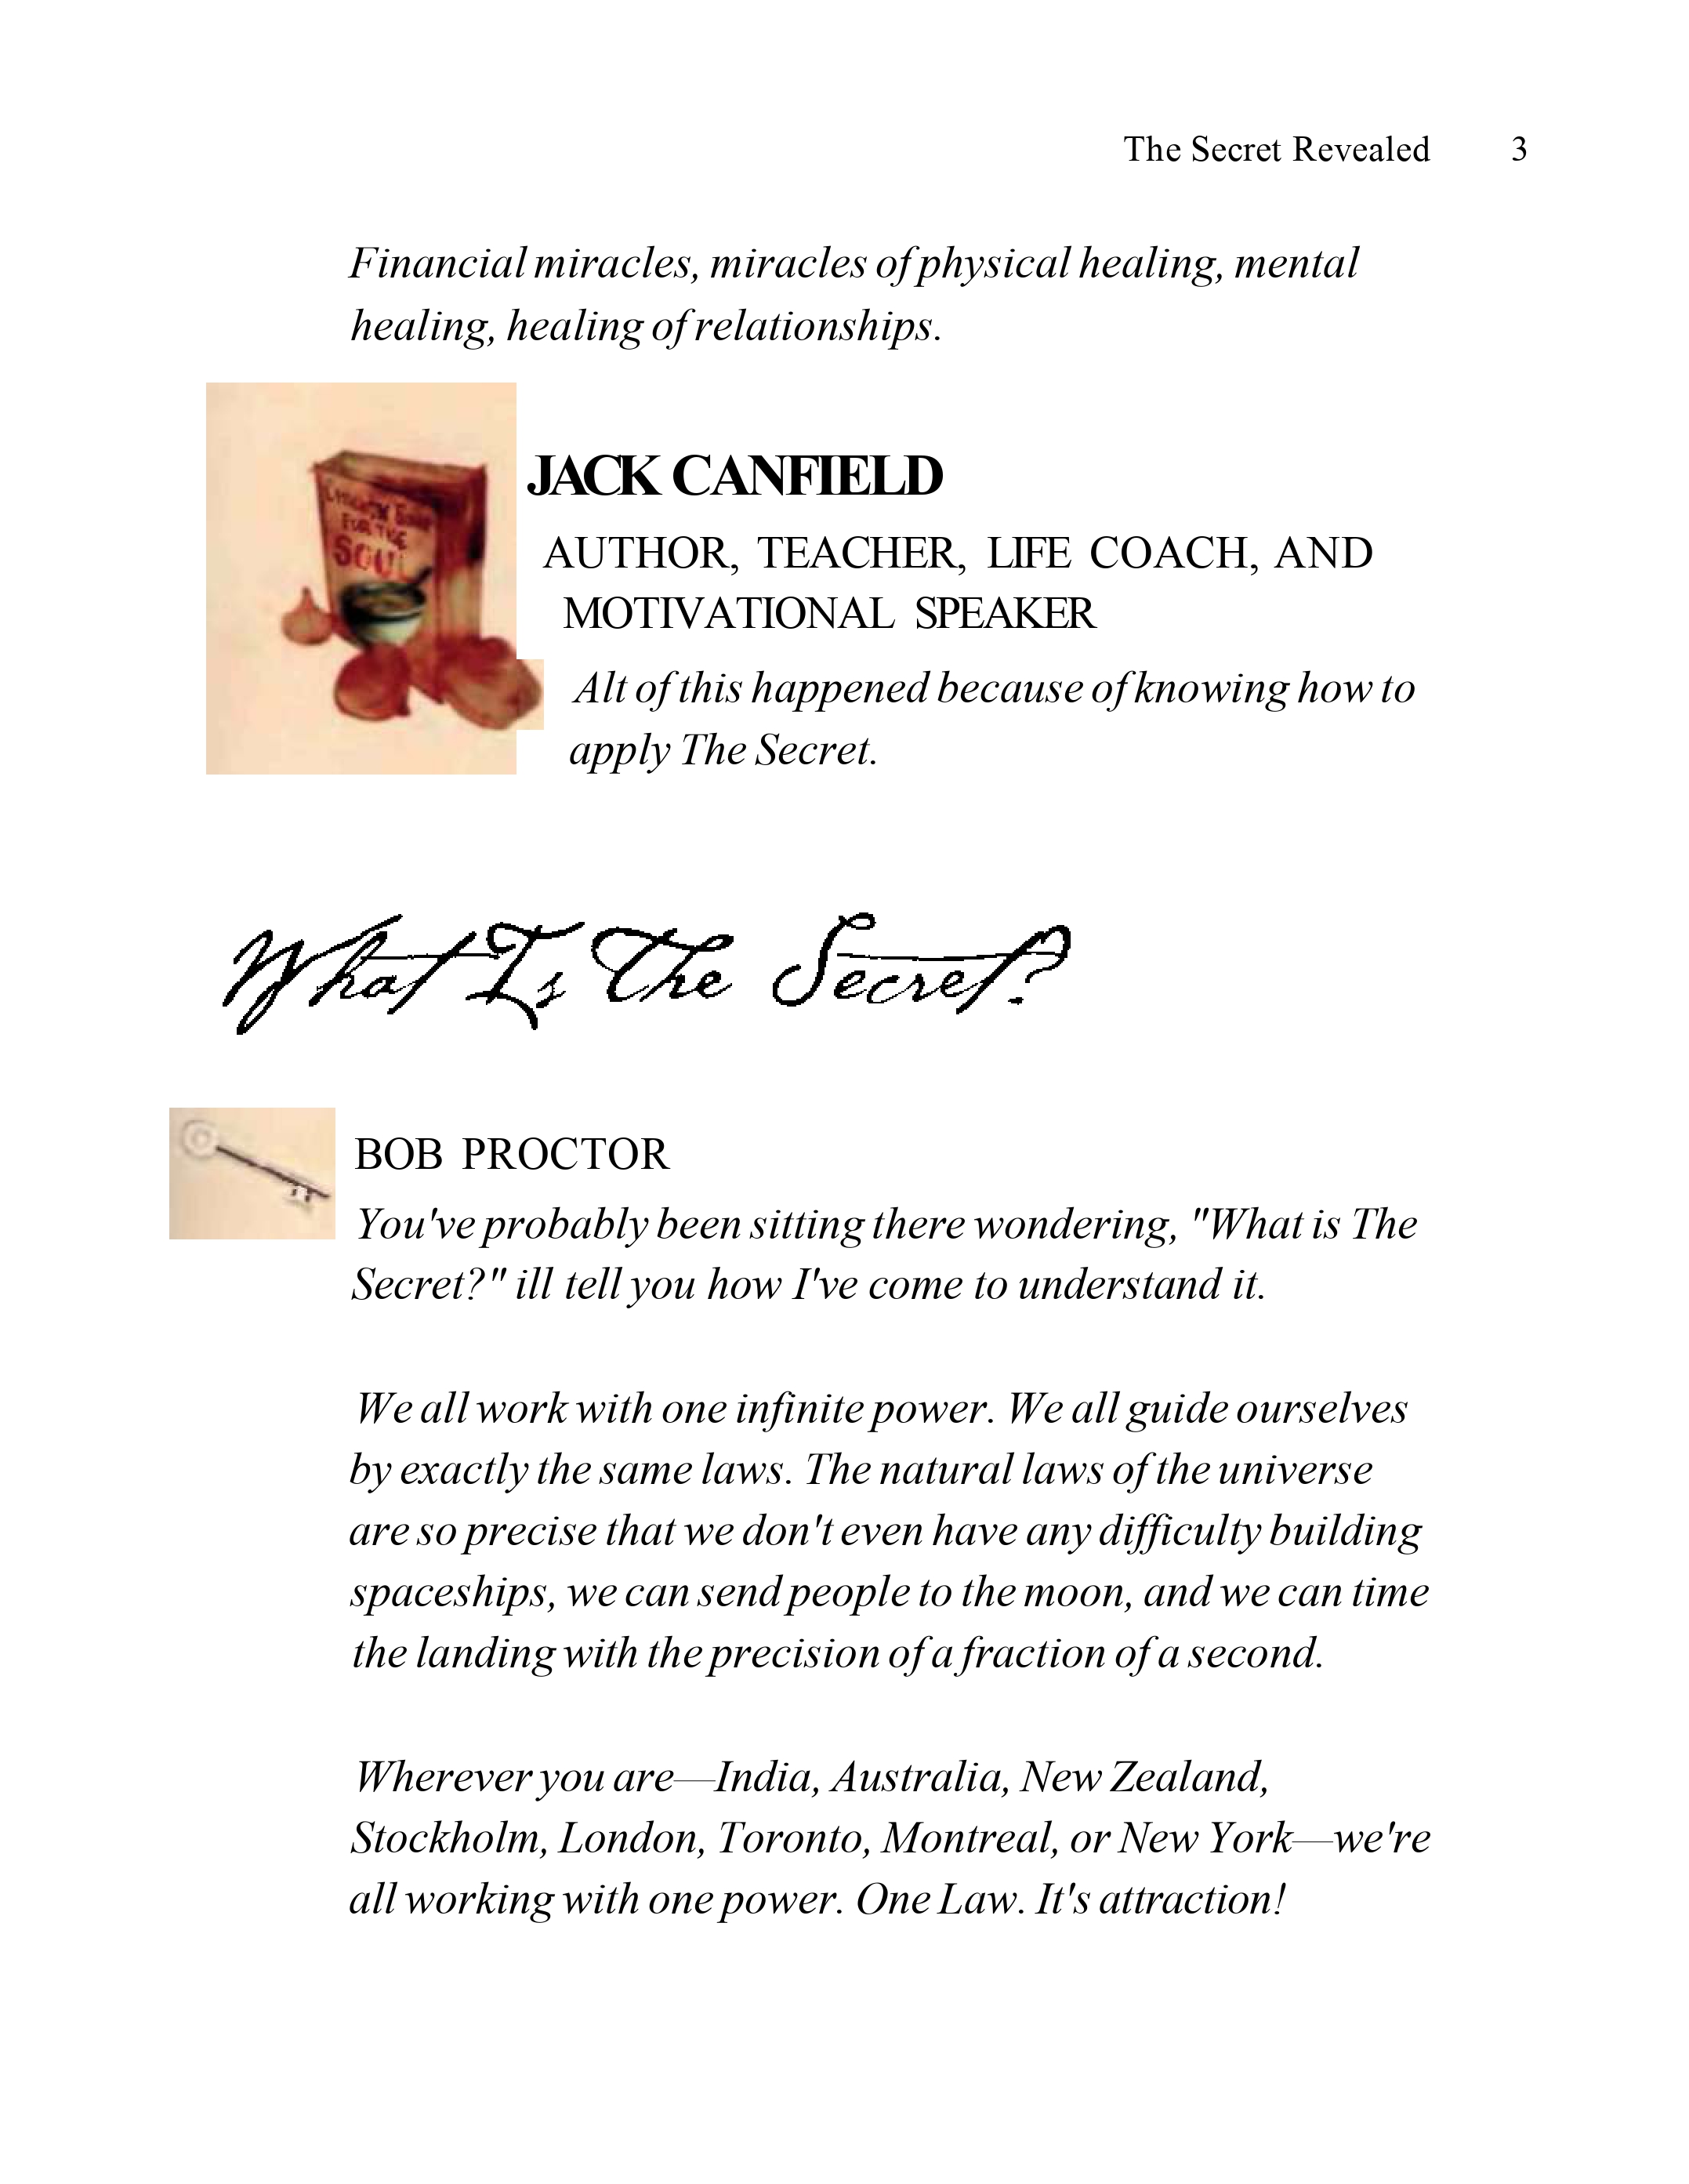 The Secret Revealed 3
Financial miracles, miracles of physical healing, mental
healing, healing of relationships.
CHICKEN SOUP
FOR THE
SOUL
JACK CANFIELD
AUTHOR, TEACHER, LIFE COACH, AND
MOTIVATIONAL SPEAKER
Alt of this happened because of knowing how to
apply The Secret.
What Is The Secret?
BOB PROCTOR
You've probably been sitting there wondering, "What is The
Secret?" ill tell you how I've come to understand it.
We all work with one infinite power. We all guide ourselves
by exactly the same laws. The natural laws of the universe
are so precise that we don't even have any difficulty building
spaceships, we can send people to the moon, and we can time
the landing with the precision of a fraction of a second.
Wherever you are—India, Australia, New Zealand,
Stockholm, London, Toronto, Montreal, or New York—we're
all working with one power. One Law. It's attraction!